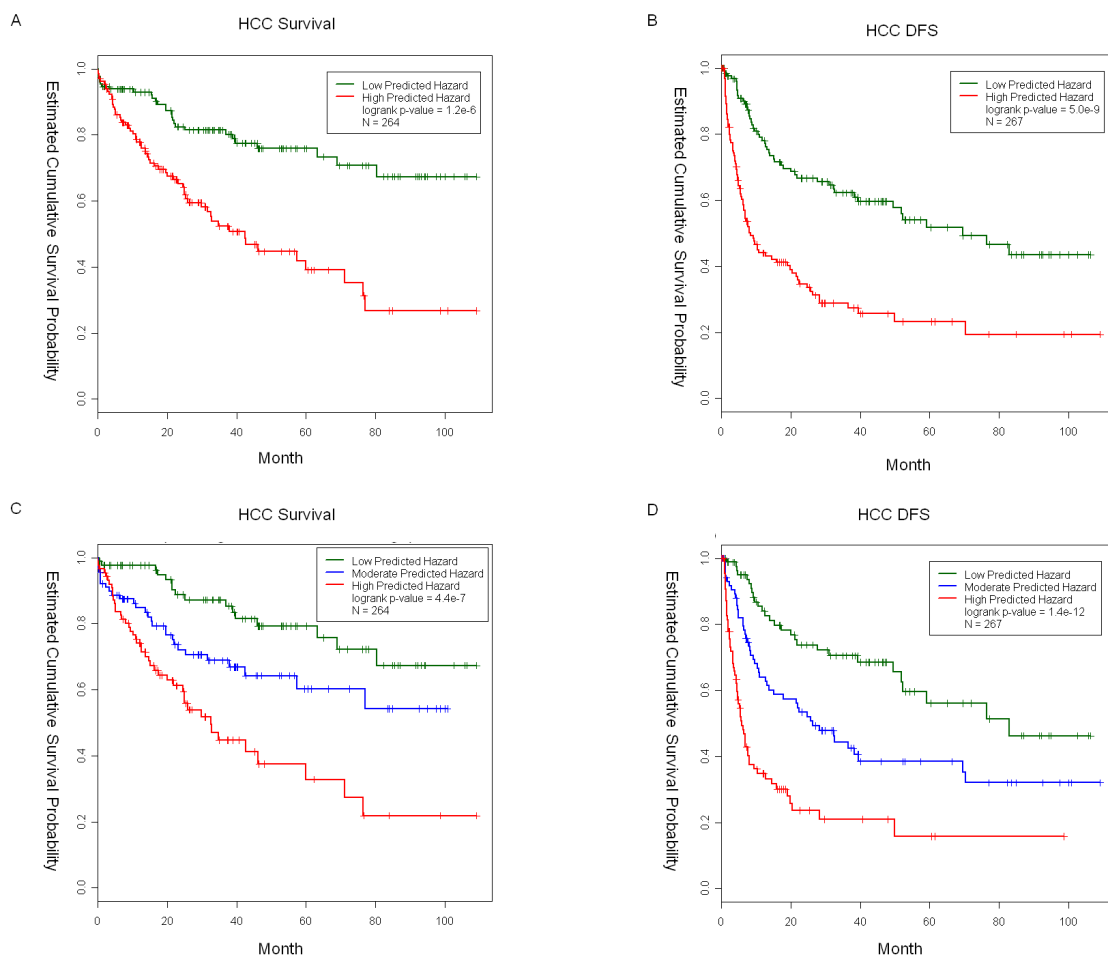 A
HCC Survival
Estimated Cumulative Survival Probability
0.0 0.2 0.4 0.6 0.8 1.0
Low Predicted Hazard
High Predicted Hazard
logrank p-value = 1.2e-6
N = 264
0 20 40 60 80 100
Month
B
HCC DFS
Estimated Cumulative Survival Probability
0.0 0.2 0.4 0.6 0.8 1.0
Low Predicted Hazard
High Predicted Hazard
logrank p-value = 5.0e-9
N = 267
0 20 40 60 80 100
Month
C
HCC Survival
Estimated Cumulative Survival Probability
0.0 0.2 0.4 0.6 0.8 1.0
Low Predicted Hazard
Moderate Predicted Hazard
High Predicted Hazard
logrank p-value = 4.4e-7
N = 264
0 20 40 60 80 100
Month
D
HCC DFS
Estimated Cumulative Survival Probability
0.0 0.2 0.4 0.6 0.8 1.0
Low Predicted Hazard
Moderate Predicted Hazard
High Predicted Hazard
logrank p-value = 1.4e-12
N = 267
0 20 40 60 80 100
Month